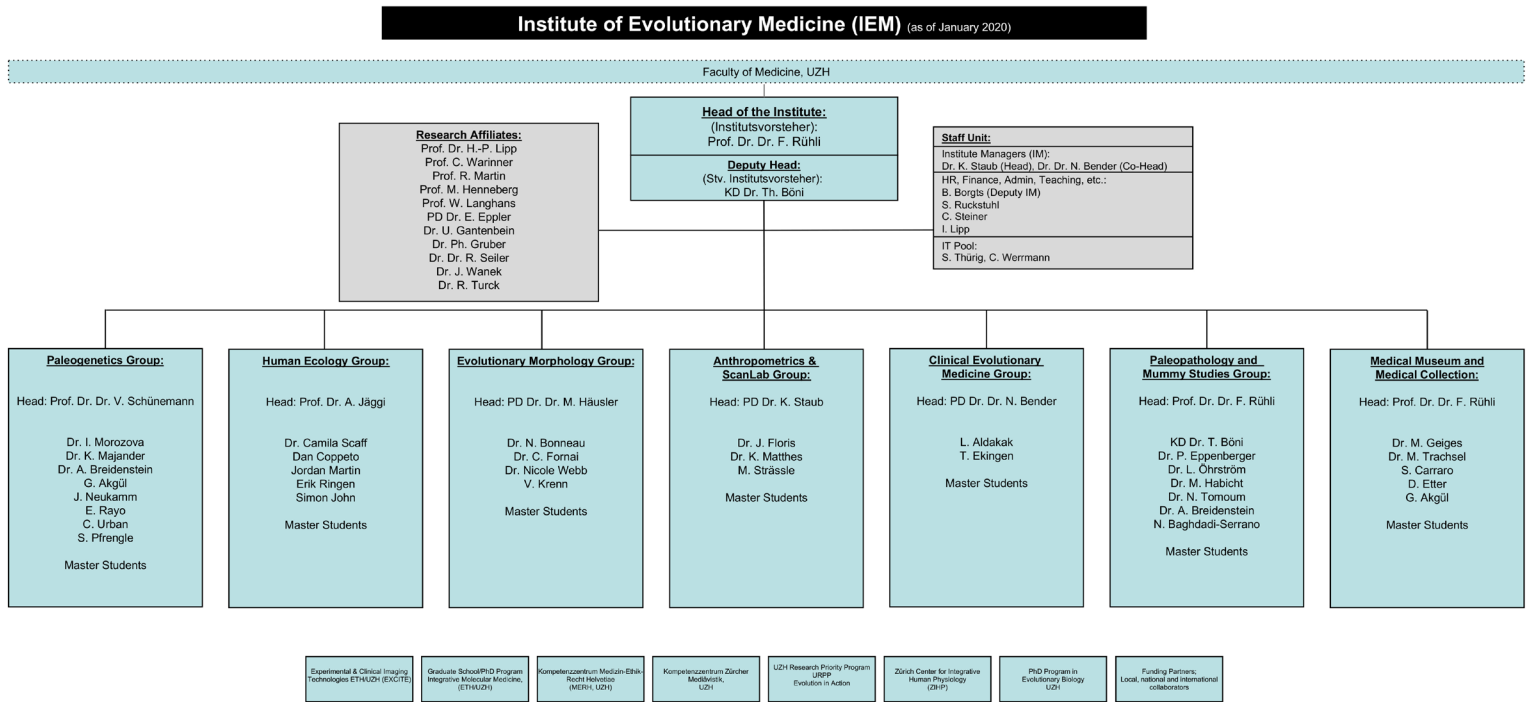 Institute of Evolutionary Medicine (IEM) (as of January 2020)
Faculty of Medicine, UZH
Head of the Institute:
(Institutsvorsteher):
Prof. Dr. Dr. F. Rühli
Deputy Head:
(Stv. Institutsvorsteher):
KD Dr. Th. Böni
Research Affiliates:
Prof. Dr. H.-P. Lipp
Prof. C. Warinner
Prof. R. Martin
Prof. M. Henneberg
Prof. W. Langhans
PD Dr. E. Eppler
Dr. U. Gantenbein
Dr. Ph. Gruber
Dr. Dr. R. Seiler
Dr. J. Wanek
Dr. R. Turck
Staff Unit:
Institute Managers (IM):
Dr. K. Staub (Head), Dr. Dr. N. Bender (Co-Head)
HR, Finance, Admin, Teaching, etc.:
B. Borgts (Deputy IM)
S. Ruckstuhl
C. Steiner
I. Lipp
IT Pool:
S. Thürig, C. Werrmann
Paleogenetics Group:
Head: Prof. Dr. Dr. V. Schünemann
Dr. I. Morozova
Dr. K. Majander
Dr. A. Breidenstein
G. Akgül
J. Neukamm
E. Rayo
C. Urban
S. Pfrengle
Master Students
Human Ecology Group:
Head: Prof. Dr. A. Jäggi
Dr. Camila Scaff
Dan Coppeto
Jordan Martin
Erik Ringen
Simon John
Master Students
Evolutionary Morphology Group:
Head: PD Dr. Dr. M. Häusler
Dr. N. Bonneau
Dr. C. Fornai
Dr. Nicole Webb
V. Krenn
Master Students
Anthropometrics &
ScanLab Group:
Head: PD Dr. K. Staub
Dr. J. Floris
Dr. K. Matthes
M. Strässle
Master Students
Clinical Evolutionary
Medicine Group:
Head: PD Dr. Dr. N. Bender
L. Aldakak
T. Ekingen
Master Students
Paleopathology and
Mummy Studies Group:
Head: Prof. Dr. Dr. F. Rühli
KD Dr. T. Böni
Dr. P. Eppenberger
Dr. L. Öhrström
Dr. M. Habicht
Dr. N. Tomoum
Dr. A. Breidenstein
N. Baghdadi-Serrano
Master Students
Medical Museum and
Medical Collection:
Head: Prof. Dr. Dr. F. Rühli
Dr. M. Geiges
Dr. M. Trachsel
S. Carraro
D. Etter
G. Akgül
Master Students
Experimental & Clinical Imaging
Technologies ETH/UZH (EXCITE)
Graduate School/PhD Program
Integrative Molecular Medicine,
(ETH/UZH)
Kompetenzzentrum Medizin-Ethik-
Recht Helvetiae
(MERH, UZH)
Kompetenzzentrum Zürcher
Mediävistik,
UZH
UZH Research Priority Program
URPP
Evolution in Action
Zürich Center for Integrative
Human Physiology
(ZIHP)
PhD Program in
Evolutionary Biology
UZH
Funding Partners;
Local, national and international
collaborators